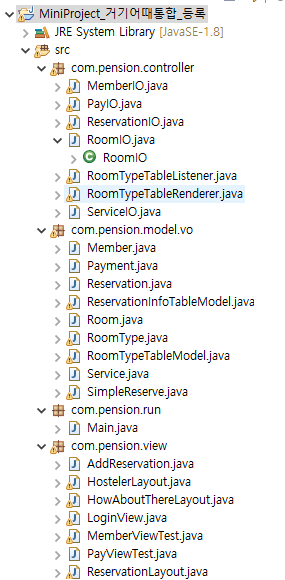 MiniProject_거기어때통합_등록
JRE System Library [JavaSE-1.8]
src
com.pension.controller
MemberIO.java
PayIO.java
ReservationIO.java
RoomIO.java
RoomIO
RoomTypeTableListener.java
RoomTypeTableRenderer.java
ServiceIO.java
com.pension.model.vo
Member.java
Payment.java
Reservation.java
ReservationInfoTableModel.java
Room.java
RoomType.java
RoomTypeTableModel.java
Service.java
SimpleReserve.java
com.pension.run
Main.java
com.pension.view
AddReservation.java
HostelerLayout.java
HowAboutThereLayout.java
LoginView.java
MemberViewTest.java
PayViewTest.java
ReservationLayout.java